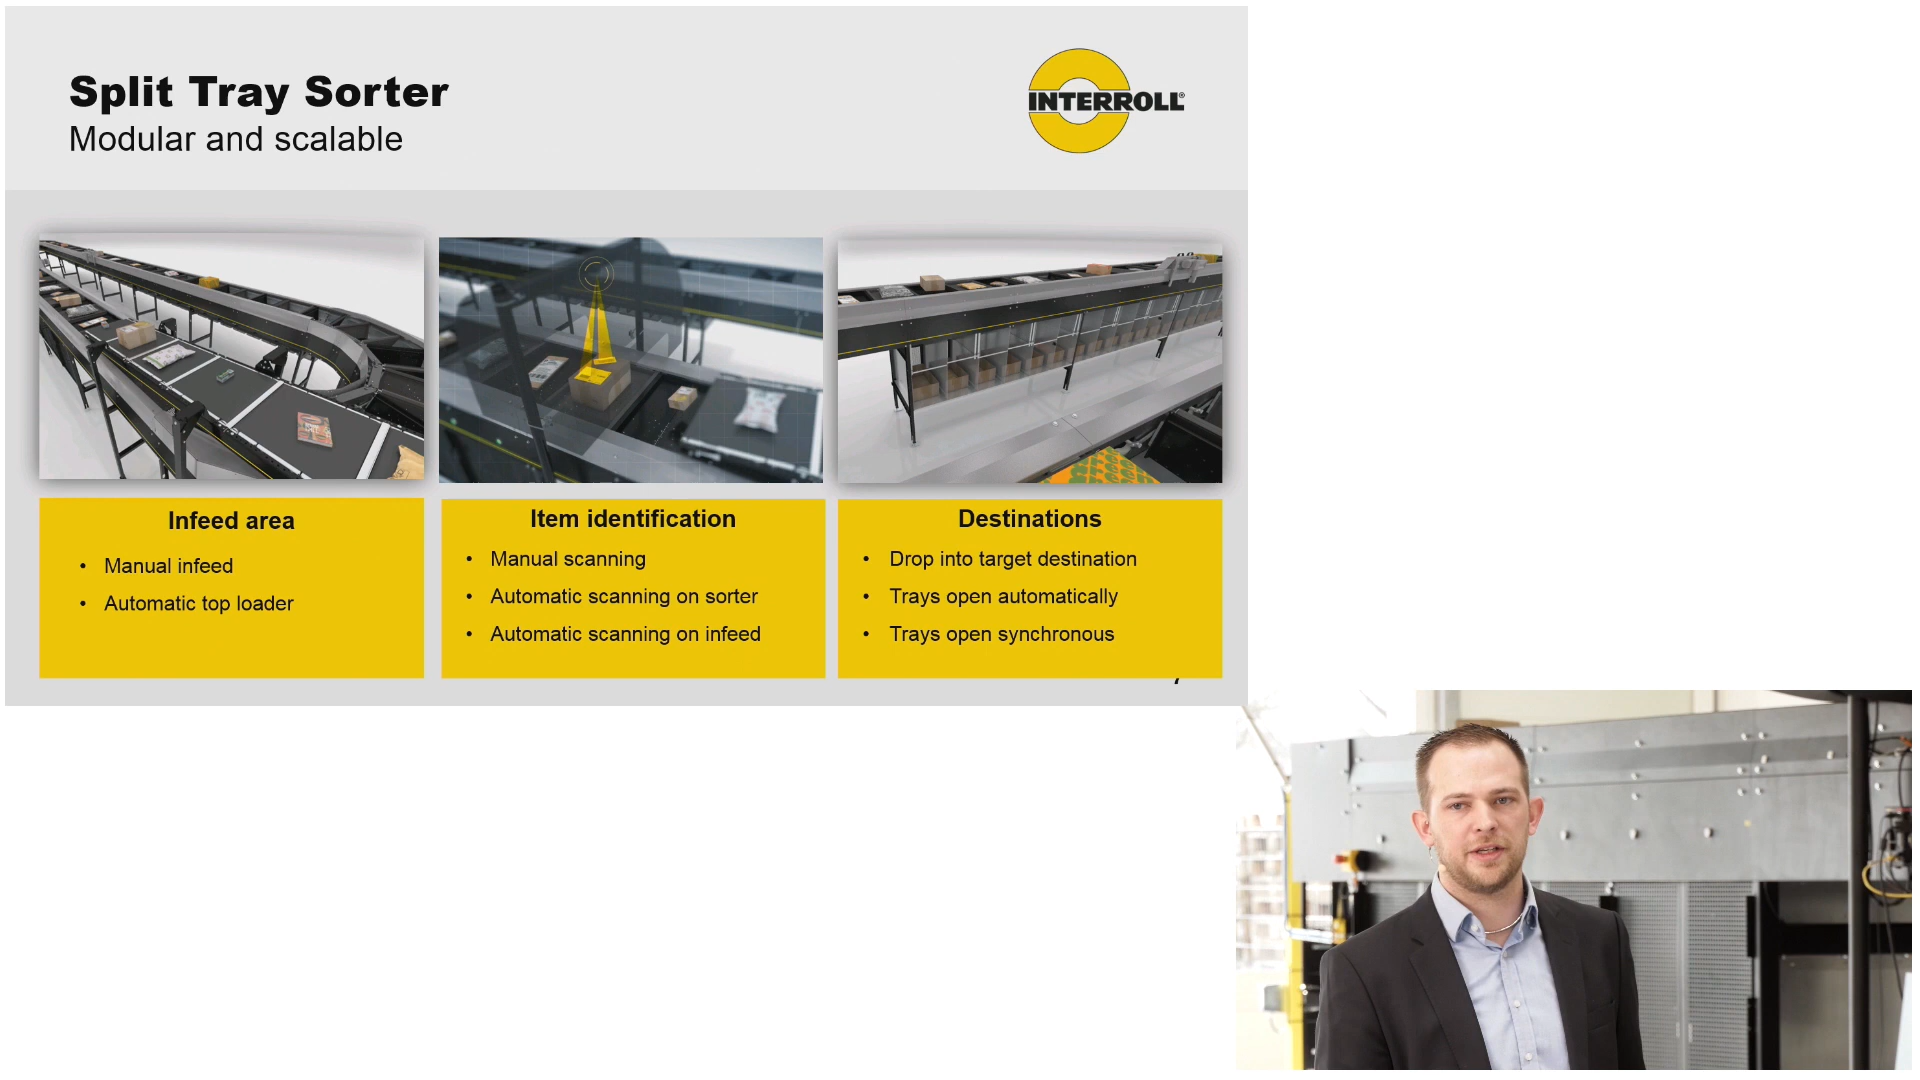 Split Tray Sorter
Modular and scalable
INTERROLL®
Infeed area
• Manual infeed
• Automatic top loader
Item identification
• Manual scanning
• Automatic scanning on sorter
• Automatic scanning on infeed
Destinations
• Drop into target destination
• Trays open automatically
• Trays open synchronous